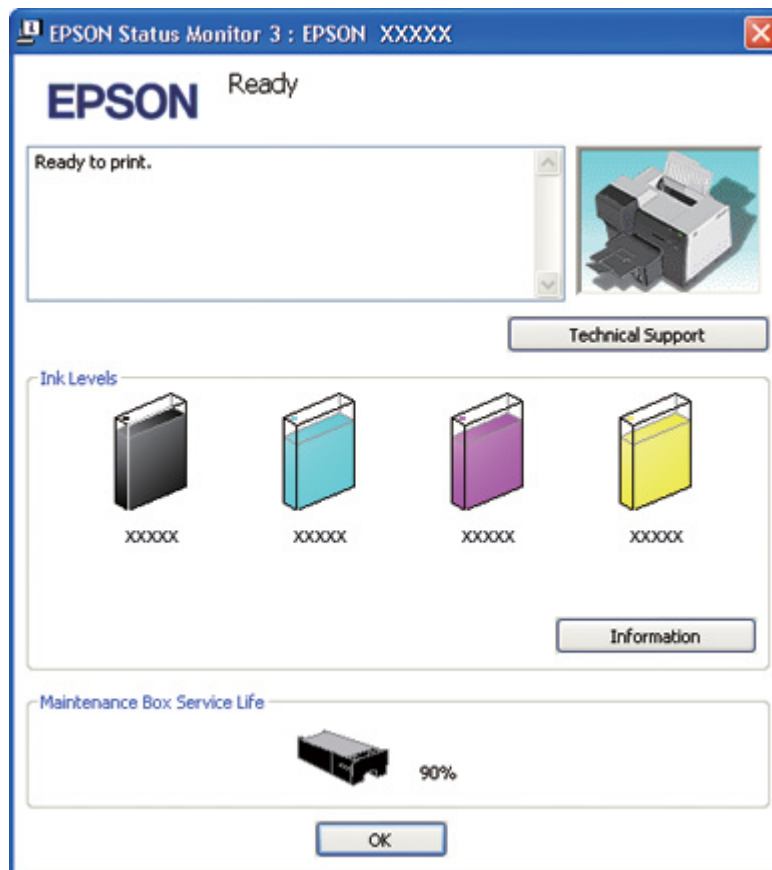 EPSON Status Monitor 3 : EPSON XXXXX
EPSON
Ready
Ready to print.
Technical Support
Ink Levels
XXXXX XXXXX XXXXX XXXXX
Information
Maintenance Box Service Life
90%
OK